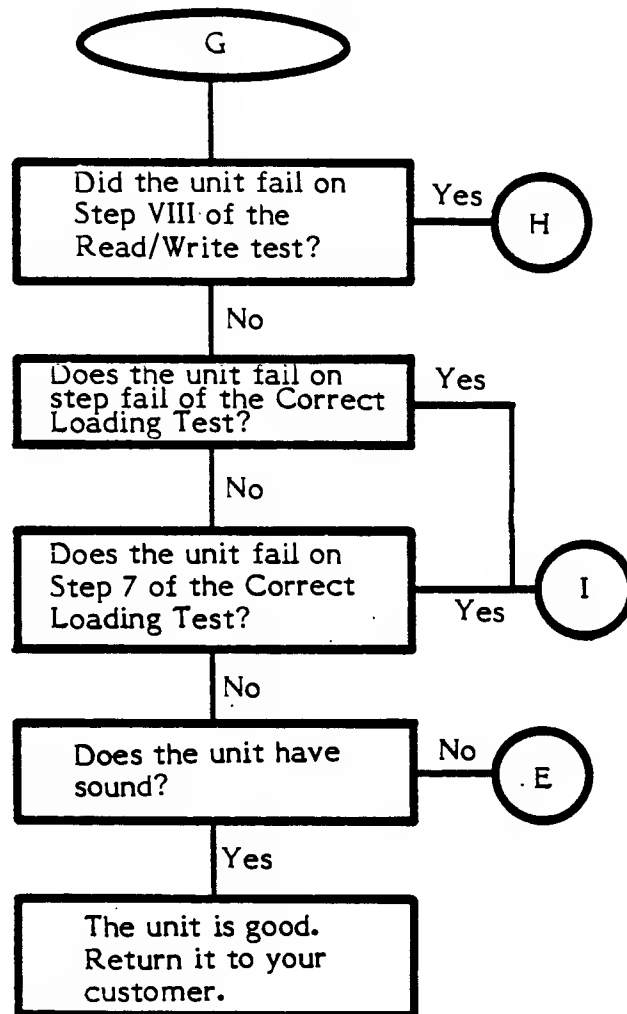 G
Did the unit fail on
Step VIII of the
Read/Write test?
Yes
H
No
Does the unit fail on
step fail of the Correct
Loading Test?
Yes
No
Does the unit fail on
Step 7 of the Correct
Loading Test?
Yes
I
No
Does the unit have
sound?
No
E
Yes
The unit is good.
Return it to your
customer.